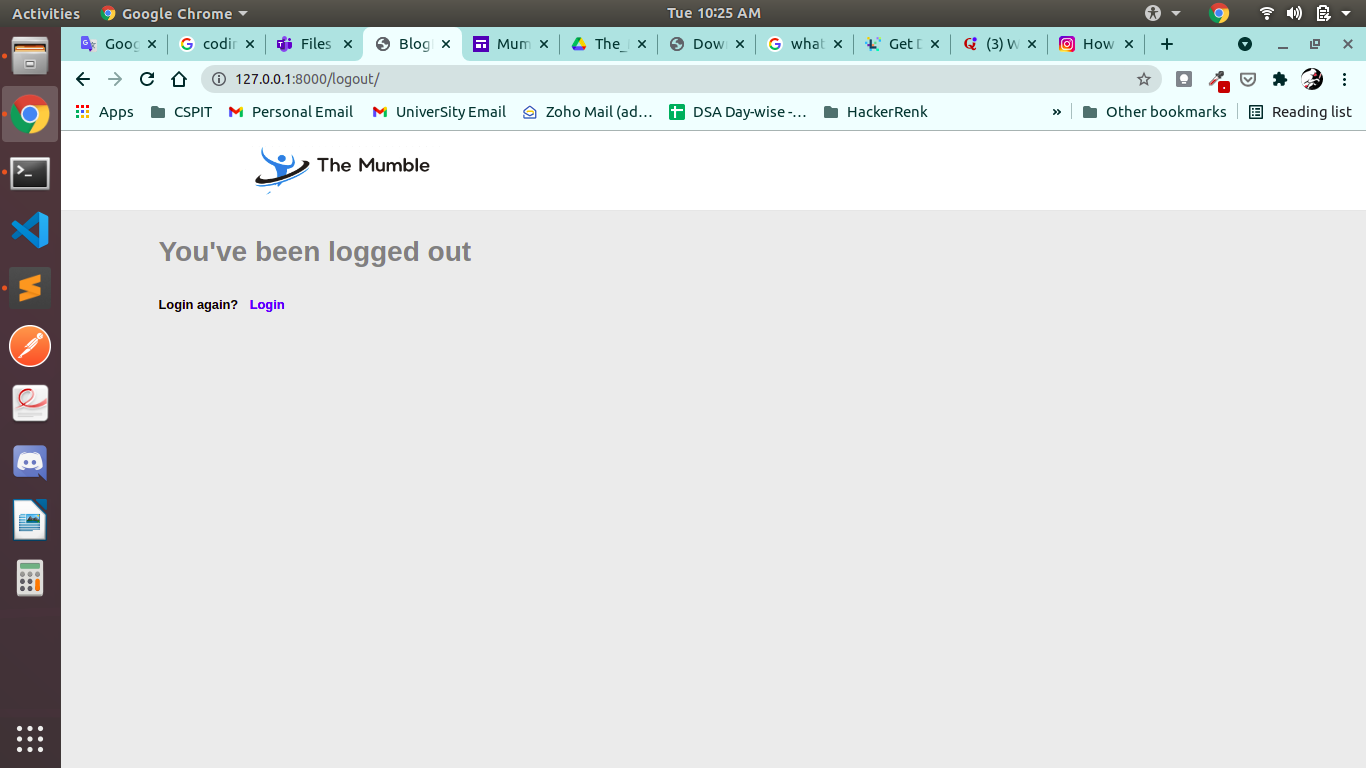 Activities Google Chrome Tue 10:25 AM
Goog codir Files Blog Mum The_ Dow what Get D (3) W How
127.0.0.1:8000/logout/
Apps CSPIT Personal Email UniverSity Email Zoho Mail (ad... DSA Day-wise -... HackerRenk » Other bookmarks Reading list
The Mumble
You've been logged out
Login again? Login